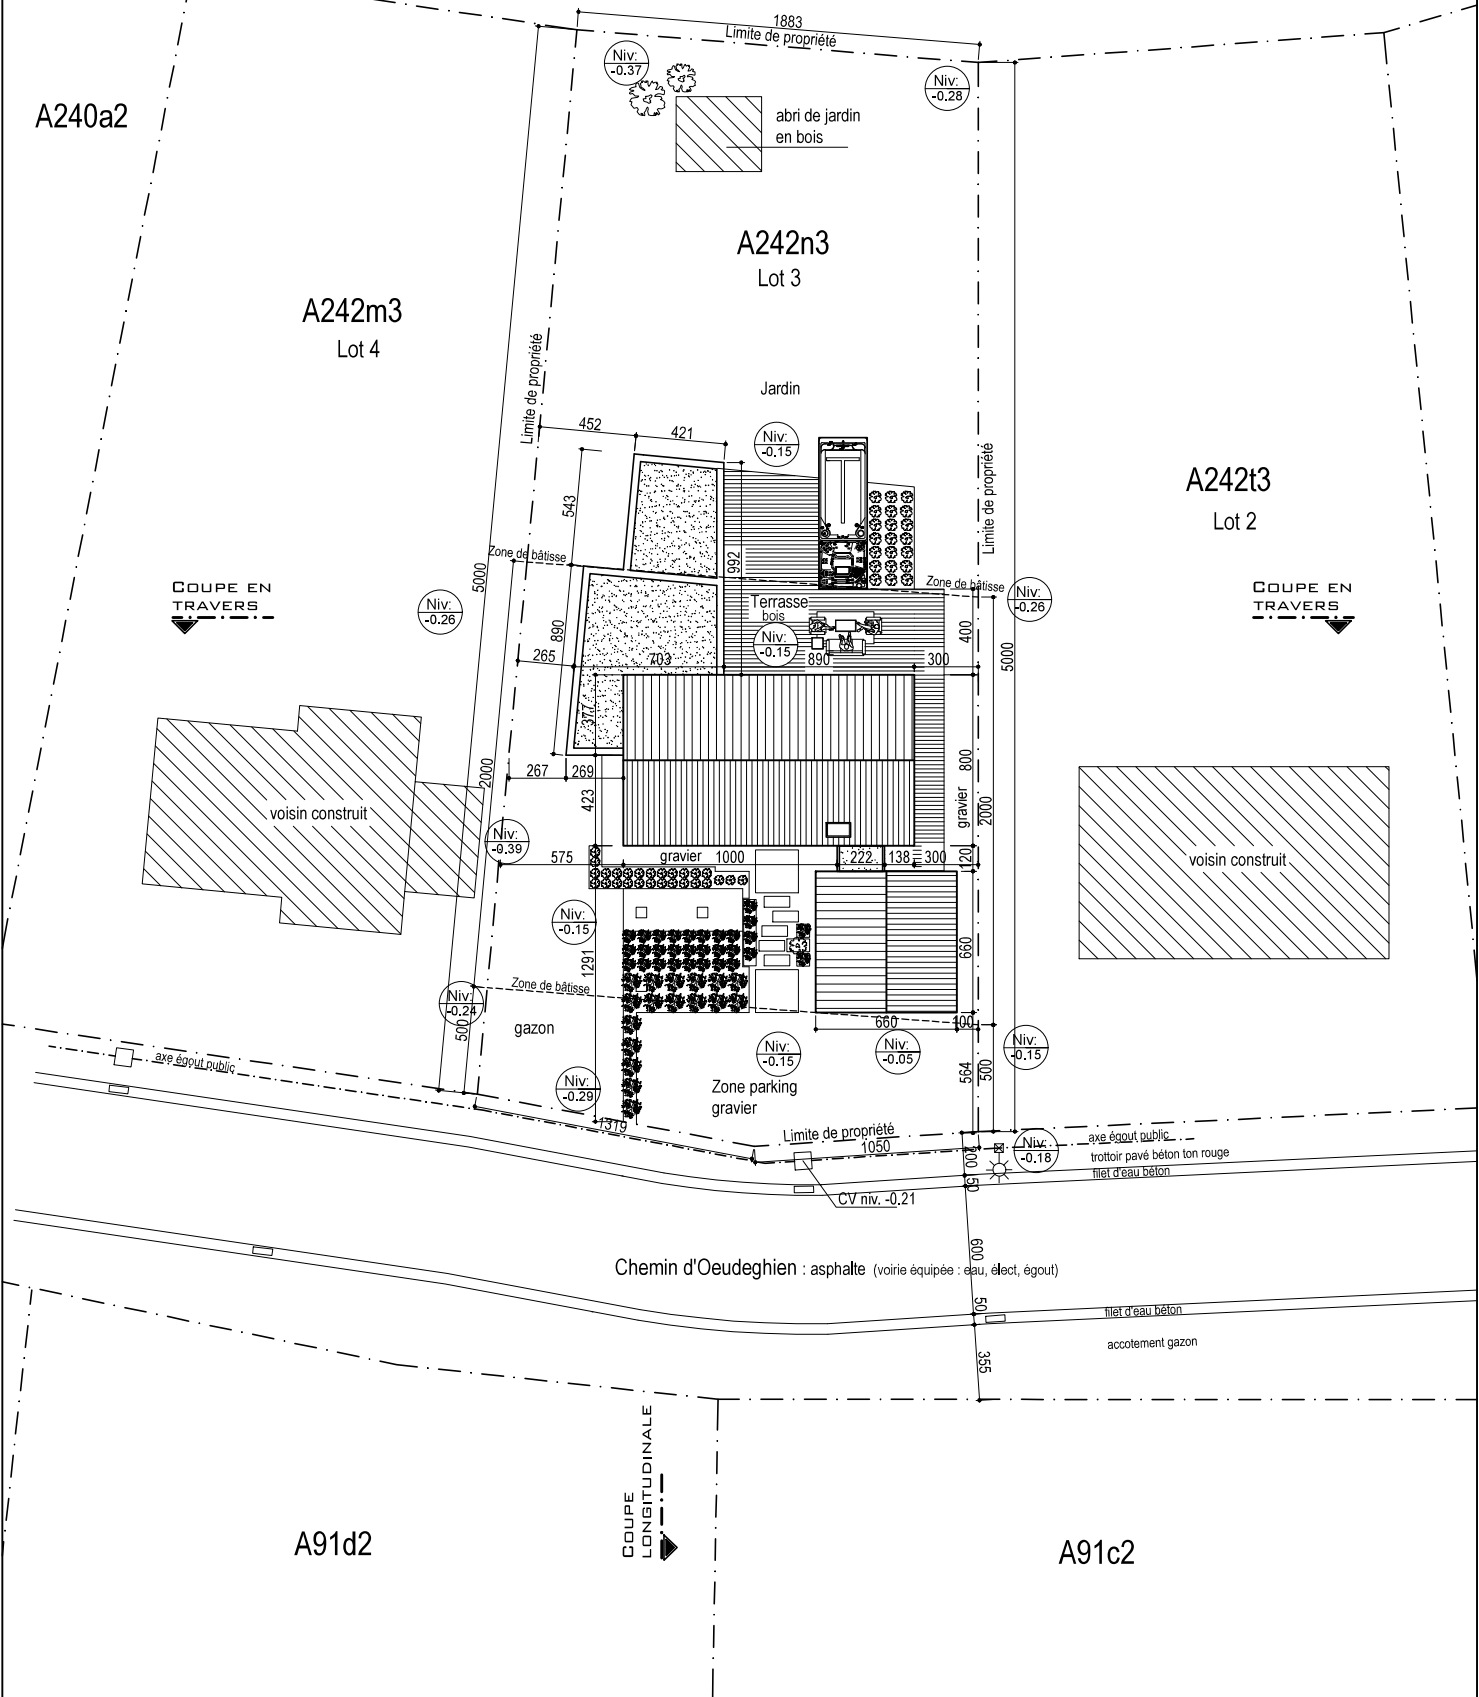 1883
Limite de propriété
Niv:
-0.37
Niv:
-0.28
A240a2
abri de jardin
en bois
A242n3
Lot 3
A242m3
Lot 4
Limite de propriété
Jardin
452
421
Niv:
-0.15
Limite de propriété
A242t3
Lot 2
543
992
Zone de bâtisse
Zone de bâtisse
5000
COUPE EN
TRAVERS
COUPE EN
TRAVERS
Niv:
-0.26
Niv:
-0.26
Terrasse
bois
Niv:
-0.15
890
400
5000
265
703
890
300
377
267
269
423
2000
800
gravier
2000
voisin construit
voisin construit
Niv:
-0.39
575
gravier
1000
222
138
300
120
Niv:
-0.15
1291
660
Zone de bâtisse
Niv:
-0.24
500
gazon
660
100
Niv:
-0.15
Niv:
-0.05
Niv:
-0.15
564
500
axe égout public
Niv:
-0.29
Zone parking
gravier
1319
Limite de propriété
1050
200
50
Niv:
-0.18
axe égout public
trottoir pavé béton ton rouge
filet d'eau béton
CV niv. -0.21
600
Chemin d'Oeudeghien : asphalte (voirie équipée : eau, élect, égout)
50
filet d'eau béton
accotement gazon
355
COUPE
LONGITUDINALE
A91d2
A91c2